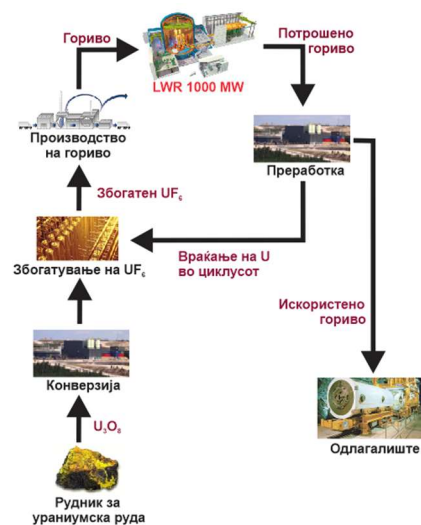 Гориво
Потрошено
гориво
LWR 1000 MW
Производство
на гориво
Преработка
Збогатен UF₆
Враќање на U
во циклусот
Збогатување на UF₆
Искористено
гориво
Конверзија
U₃O₈
Одлагалиште
Рудник за
ураниумска руда